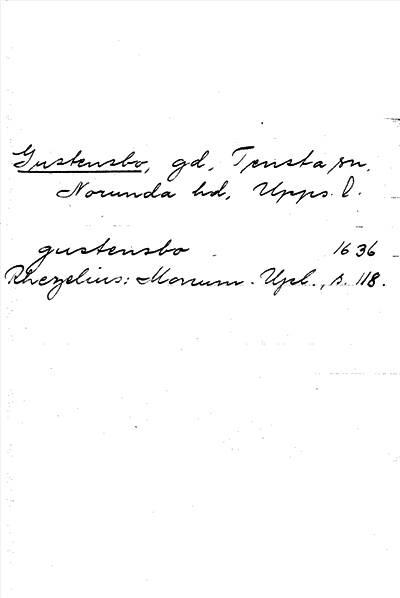 Gustensbo, gd, Tensta sn,
Norunda hd, Upps. l.
gustensbo 1636
Rhezelius: Monum. Upl., s. 118.